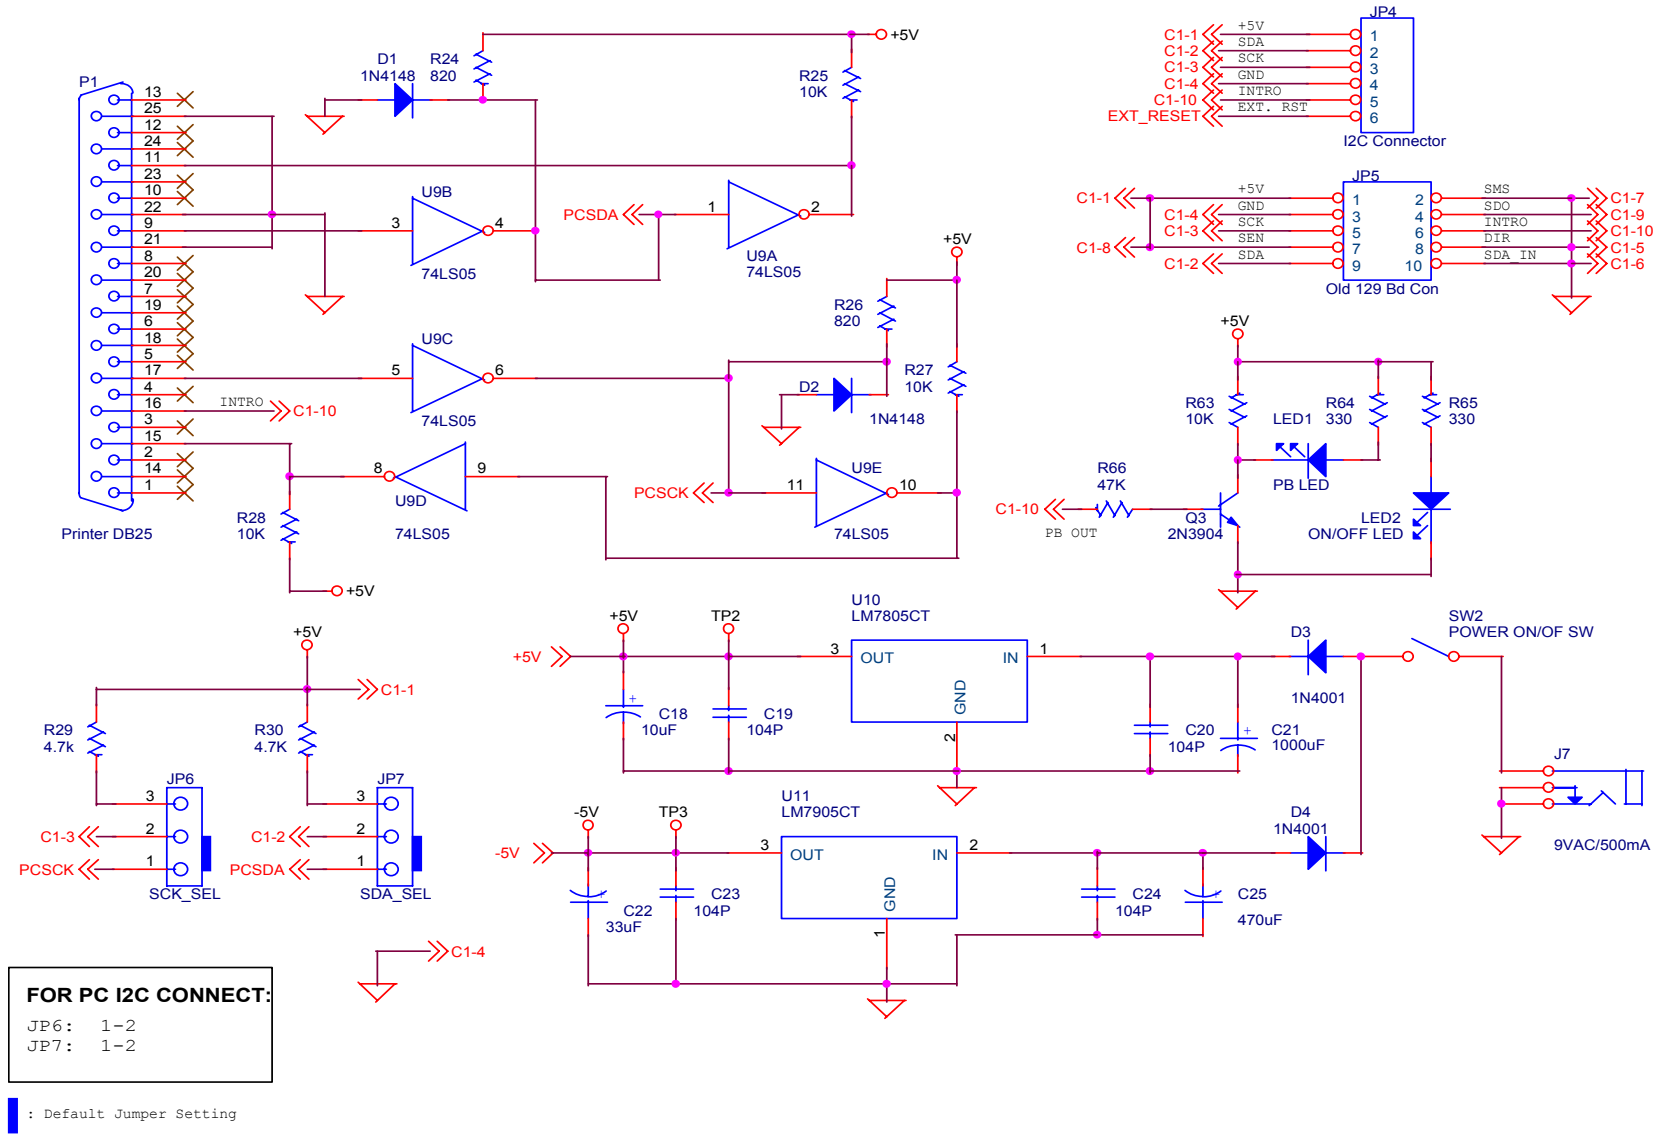 P1
13
25
12
24
11
23
10
22
9
21
8
20
7
19
6
18
5
17
4
16
3
15
2
14
1
Printer DB25
INTRO
C1-10
D1
1N4148
R24
820
+5V
R25
10K
U9B
3
4
74LS05
PCSDA
1
2
U9A
74LS05
U9C
5
6
74LS05
+5V
R26
820
R27
10K
D2
1N4148
8
9
U9D
74LS05
PCSCK
U9E
11
10
74LS05
R28
10K
+5V
JP4
C1-1 +5V 1
C1-2 SDA 2
C1-3 SCK 3
C1-4 GND 4
C1-10 INTRO 5
EXT_RESET EXT. RST 6
I2C Connector
JP5
C1-1 +5V 1 2 SMS C1-7
C1-4 GND 3 4 SDO C1-9
C1-3 SCK 5 6 INTRO C1-10
C1-8 SEN 7 8 DIR C1-5
C1-2 SDA 9 10 SDA_IN C1-6
Old 129 Bd Con
+5V
R63
10K
LED1
R64
330
R65
330
PB LED
R66
47K
C1-10
PB OUT
Q3
2N3904
LED2
ON/OFF LED
+5V
C1-1
R29
4.7k
R30
4.7K
JP6
3
2
1
C1-3
PCSCK
SCK_SEL
JP7
3
2
1
C1-2
PCSDA
SDA_SEL
C1-4
U10
LM7805CT
+5V
TP2
+5V
3
OUT
IN
1
GND
2
+
C18
10uF
C19
104P
C20
104P
+
C21
1000uF
D3
1N4001
SW2
POWER ON/OF SW
J7
9VAC/500mA
U11
LM7905CT
-5V
TP3
-5V
3
OUT
IN
2
GND
1
+
C22
33uF
C23
104P
C24
104P
+
C25
470uF
D4
1N4001
FOR PC I2C CONNECT:
JP6: 1-2
JP7: 1-2
: Default Jumper Setting